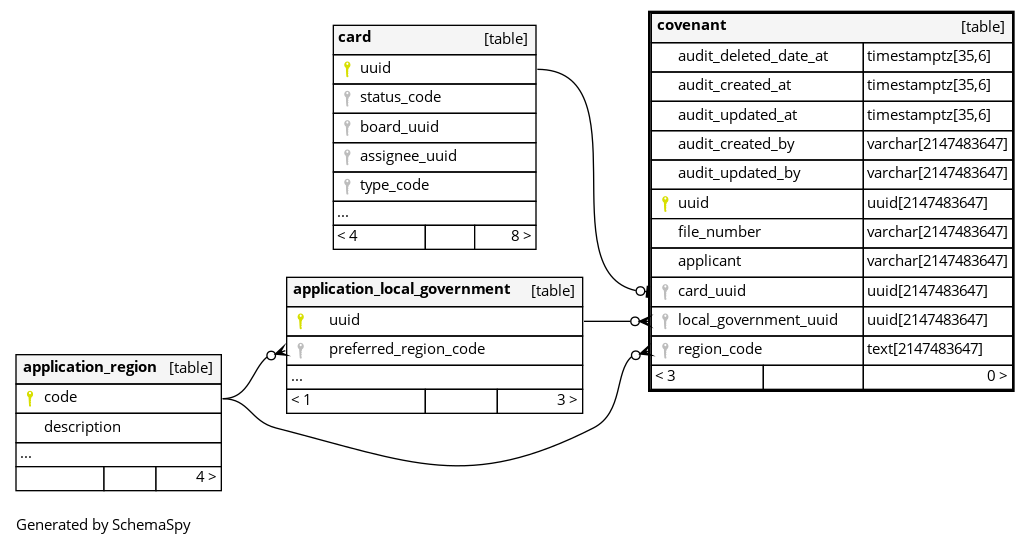 card [table]
uuid
status_code
board_uuid
assignee_uuid
type_code
...
< 4 8 >
covenant [table]
audit_deleted_date_at timestamptz[35,6]
audit_created_at timestamptz[35,6]
audit_updated_at timestamptz[35,6]
audit_created_by varchar[2147483647]
audit_updated_by varchar[2147483647]
uuid uuid[2147483647]
file_number varchar[2147483647]
applicant varchar[2147483647]
card_uuid uuid[2147483647]
local_government_uuid uuid[2147483647]
region_code text[2147483647]
< 3 0 >
application_local_government [table]
uuid
preferred_region_code
...
< 1 3 >
application_region [table]
code
description
...
4 >
Generated by SchemaSpy